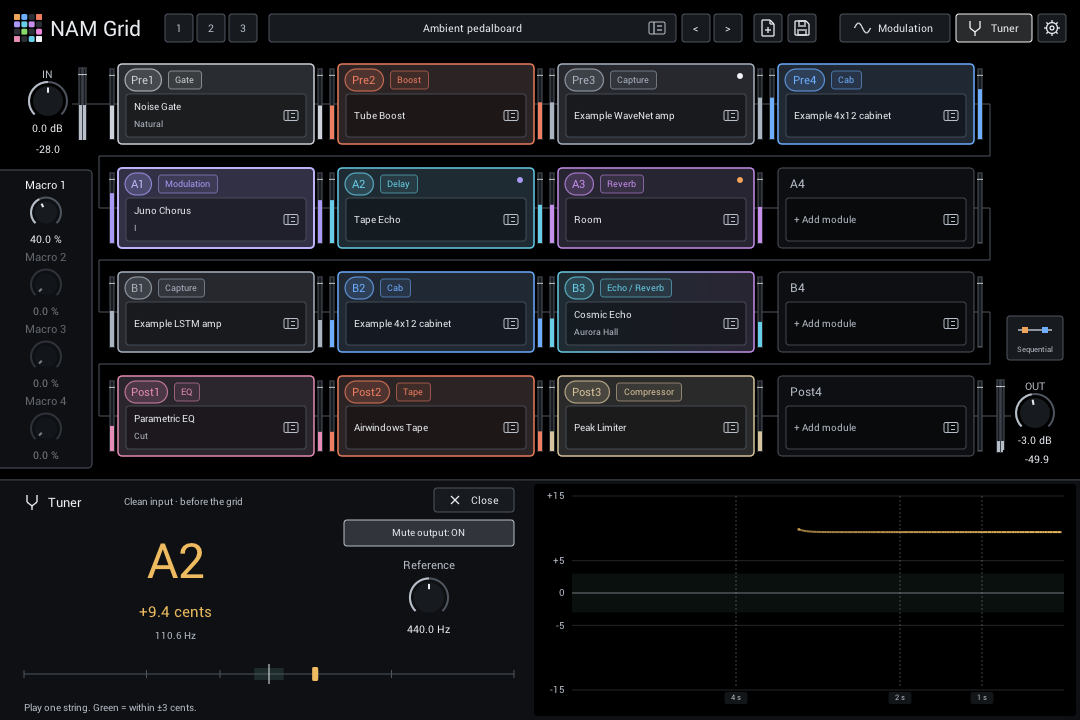 NAM Grid
1 2 3
Ambient pedalboard
< >
Modulation
Tuner
IN
0.0 dB
-28.0
Pre1 Gate
Noise Gate
Natural
Pre2 Boost
Tube Boost
Pre3 Capture
Example WaveNet amp
Pre4 Cab
Example 4x12 cabinet
Macro 1
40.0 %
Macro 2
0.0 %
Macro 3
0.0 %
Macro 4
0.0 %
A1 Modulation
Juno Chorus
I
A2 Delay
Tape Echo
A3 Reverb
Room
A4
+ Add module
B1 Capture
Example LSTM amp
B2 Cab
Example 4x12 cabinet
B3 Echo / Reverb
Cosmic Echo
Aurora Hall
B4
+ Add module
Sequential
Post1 EQ
Parametric EQ
Cut
Post2 Tape
Airwindows Tape
Post3 Compressor
Peak Limiter
Post4
+ Add module
OUT
-3.0 dB
-49.9
Tuner
Clean input · before the grid
Close
Mute output: ON
A2
+9.4 cents
110.6 Hz
Reference
440.0 Hz
Play one string. Green = within ±3 cents.
+15
+5
0
-5
-15
4 s 2 s 1 s